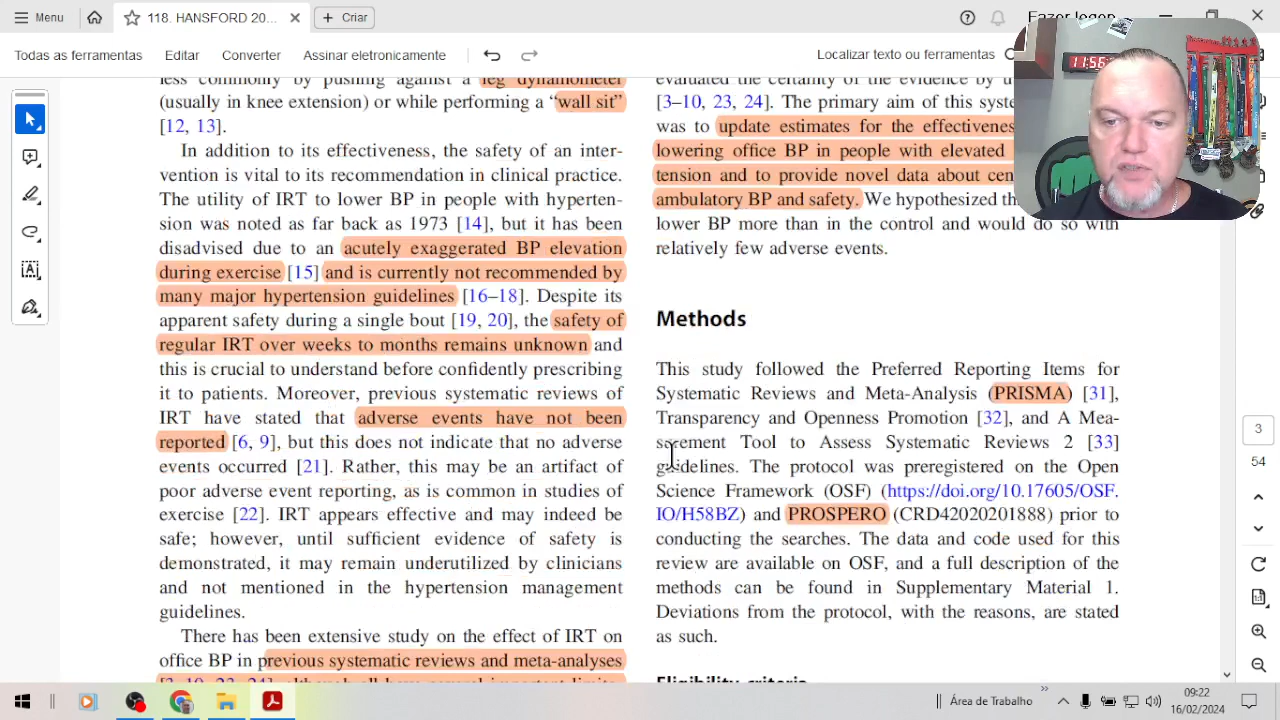 Menu
118. HANSFORD 20...
Criar
Fazer logon
Todas as ferramentas
Editar
Converter
Assinar eletronicamente
Localizar texto ou ferramentas
11:56
less commonly by pushing against a leg dynamometer
(usually in knee extension) or while performing a “wall sit”
[12, 13].
In addition to its effectiveness, the safety of an inter-
vention is vital to its recommendation in clinical practice.
The utility of IRT to lower BP in people with hyperten-
sion was noted as far back as 1973 [14], but it has been
disadvised due to an acutely exaggerated BP elevation
during exercise [15] and is currently not recommended by
many major hypertension guidelines [16–18]. Despite its
apparent safety during a single bout [19, 20], the safety of
regular IRT over weeks to months remains unknown and
this is crucial to understand before confidently prescribing
it to patients. Moreover, previous systematic reviews of
IRT have stated that adverse events have not been
reported [6, 9], but this does not indicate that no adverse
events occurred [21]. Rather, this may be an artifact of
poor adverse event reporting, as is common in studies of
exercise [22]. IRT appears effective and may indeed be
safe; however, until sufficient evidence of safety is
demonstrated, it may remain underutilized by clinicians
and not mentioned in the hypertension management
guidelines.
There has been extensive study on the effect of IRT on
office BP in previous systematic reviews and meta-analyses
[3–10, 23, 24], although all have several important limita-
evaluated the certainty of the evidence by u
[3–10, 23, 24]. The primary aim of this syste
was to update estimates for the effectivenes
lowering office BP in people with elevated
tension and to provide novel data about cen
ambulatory BP and safety. We hypothesized th
lower BP more than in the control and would do so with
relatively few adverse events.
Methods
This study followed the Preferred Reporting Items for
Systematic Reviews and Meta-Analysis (PRISMA) [31],
Transparency and Openness Promotion [32], and A Mea-
surement Tool to Assess Systematic Reviews 2 [33]
guidelines. The protocol was preregistered on the Open
Science Framework (OSF) (https://doi.org/10.17605/OSF.
IO/H58BZ) and PROSPERO (CRD42020201888) prior to
conducting the searches. The data and code used for this
review are available on OSF, and a full description of the
methods can be found in Supplementary Material 1.
Deviations from the protocol, with the reasons, are stated
as such.
Eligibility criteria
3
54
Área de Trabalho
09:22
16/02/2024